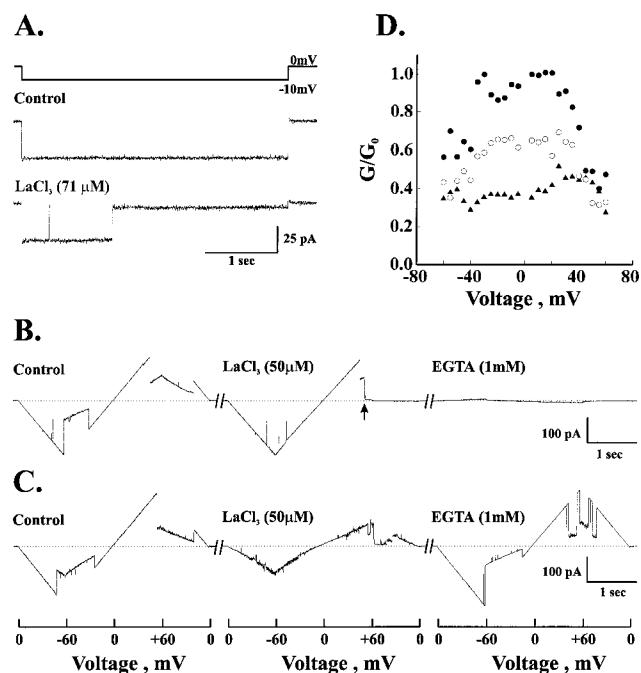 A.
0mV
-10mV
Control
LaCl₃ (71 µM)
1 sec
25 pA
D.
G/G₀
1.0
0.8
0.6
0.4
0.2
0.0
-80 -40 0 40 80
Voltage , mV
B.
Control
LaCl₃ (50µM)
EGTA (1mM)
100 pA
1 sec
C.
Control
LaCl₃ (50µM)
EGTA (1mM)
100 pA
1 sec
0 -60 0 +60 0 -60 0 +60 0 0 -60 0 +60 0
Voltage , mV
Voltage , mV
Voltage , mV